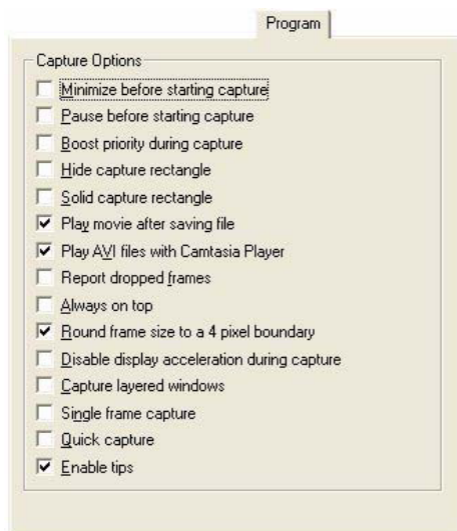 Program
Capture Options
Minimize before starting capture
Pause before starting capture
Boost priority during capture
Hide capture rectangle
Solid capture rectangle
Play movie after saving file
Play AVI files with Camtasia Player
Report dropped frames
Always on top
Round frame size to a 4 pixel boundary
Disable display acceleration during capture
Capture layered windows
Single frame capture
Quick capture
Enable tips